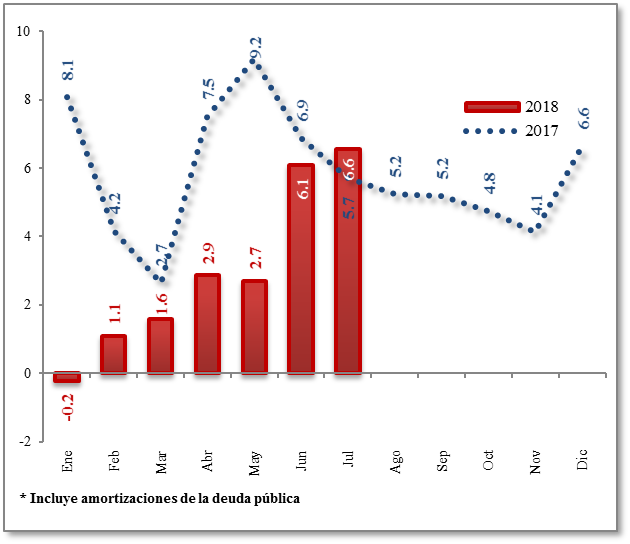 10
8
6
4
2
0
-2
8.1
4.2
2.7
7.5
9.2
6.9
5.7
5.2
5.2
4.8
4.1
6.6
-0.2
1.1
1.6
2.9
2.7
6.1
6.6
2018
2017
Ene
Feb
Mar
Abr
May
Jun
Jul
Ago
Sep
Oct
Nov
Dic
* Incluye amortizaciones de la deuda pública